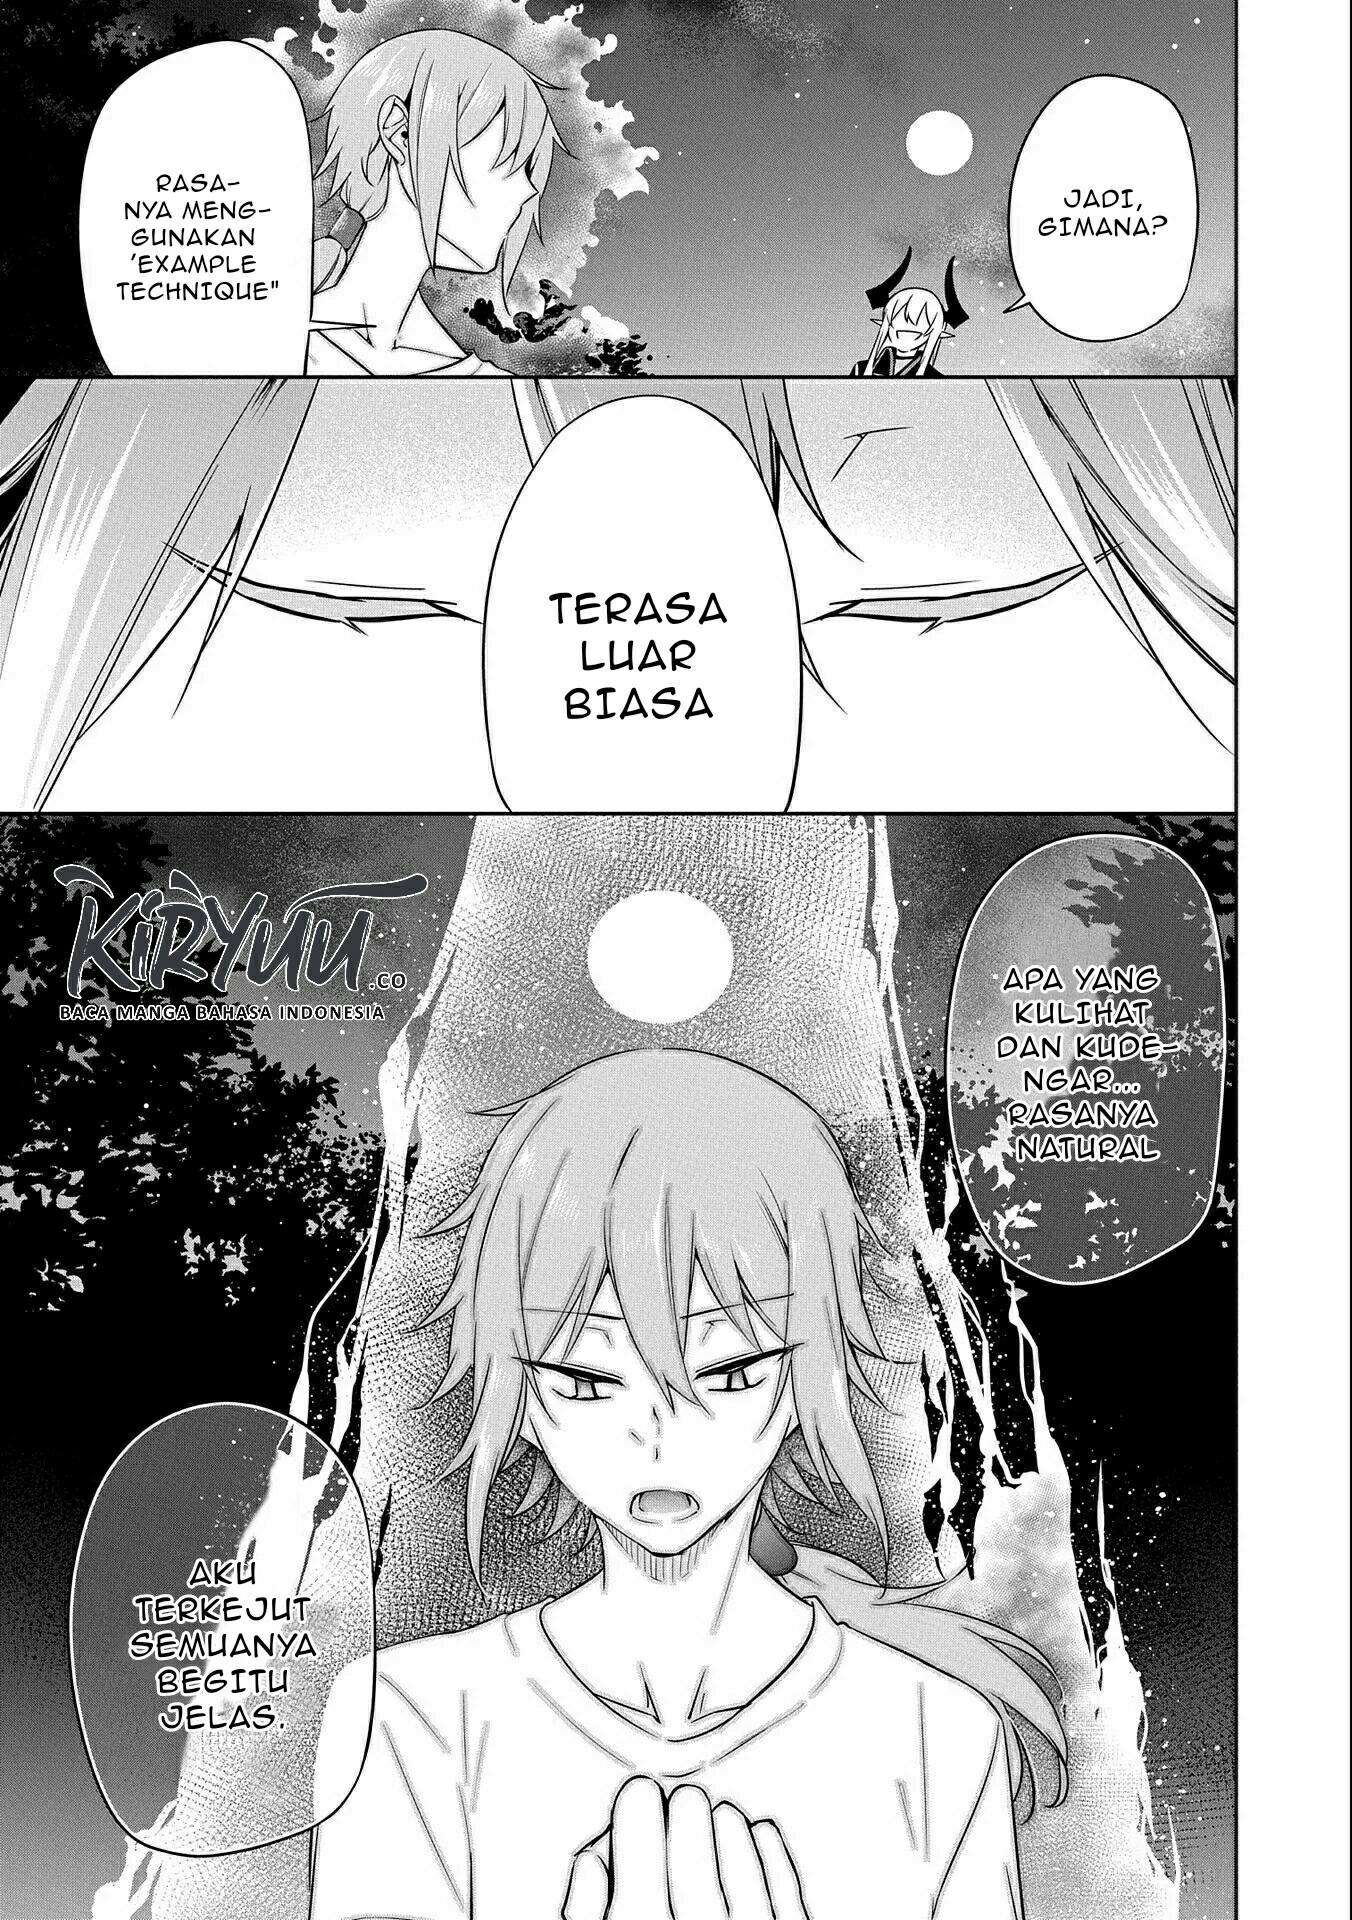 JADI,
GIMANA?
RASA-
NYA MENG-
GUNAKAN
'EXAMPLE
TECHNIQUE"
TERASA
LUAR
BIASA
KIRYUU.CO
BACA MANGA BAHASA INDONESIA
APA YANG
KULIHAT
DAN KUDE-
NGAR...
RASANYA
NATURAL
AKU
TERKEJUT
SEMUANYA
BEGITU
JELAS.